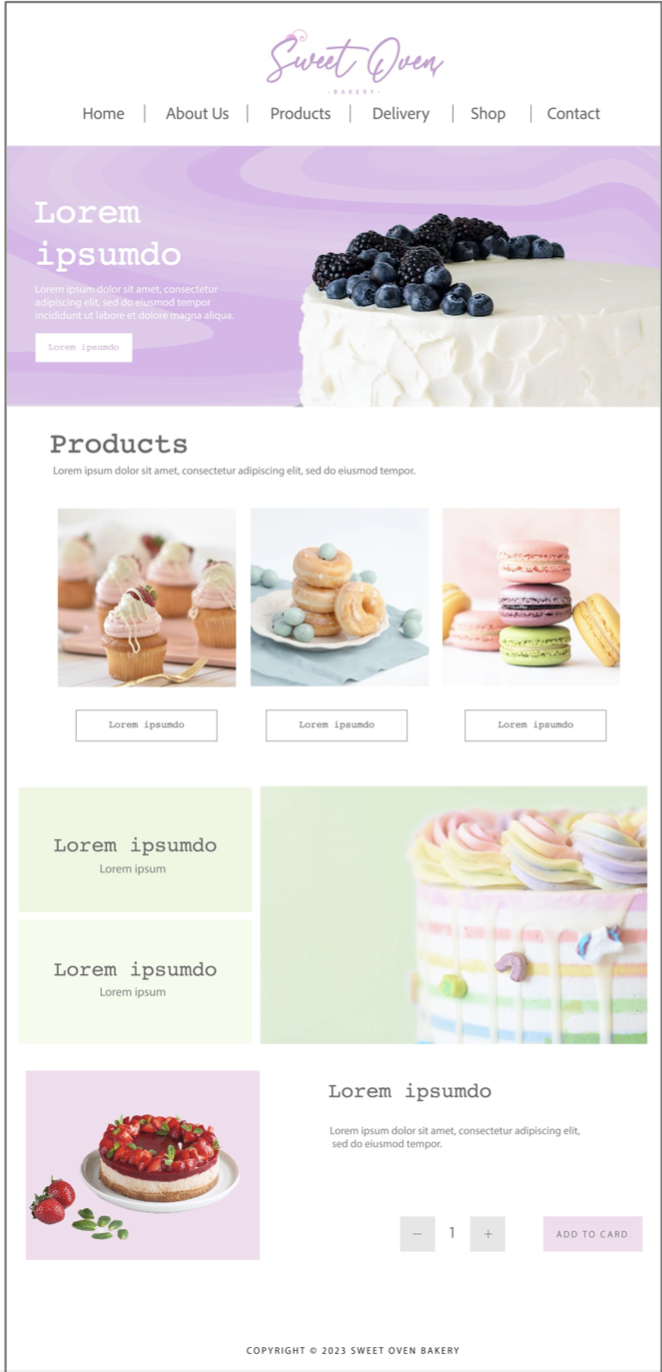 Sweet Oven
-BAKERY-
Home | About Us | Products | Delivery | Shop | Contact
Lorem
ipsumdo
Lorem ipsum dolor sit amet, consectetur
adipiscing elit, sed do eiusmod tempor
incididunt ut labore et dolore magna aliqua.
Lorem ipsumdo
Products
Lorem ipsum dolor sit amet, consectetur adipiscing elit, sed do eiusmod tempor.
Lorem ipsumdo
Lorem ipsumdo
Lorem ipsumdo
Lorem ipsumdo
Lorem ipsum
Lorem ipsumdo
Lorem ipsum
Lorem ipsumdo
Lorem ipsum dolor sit amet, consectetur adipiscing elit,
sed do eiusmod tempor.
— 1 + ADD TO CARD
COPYRIGHT © 2023 SWEET OVEN BAKERY